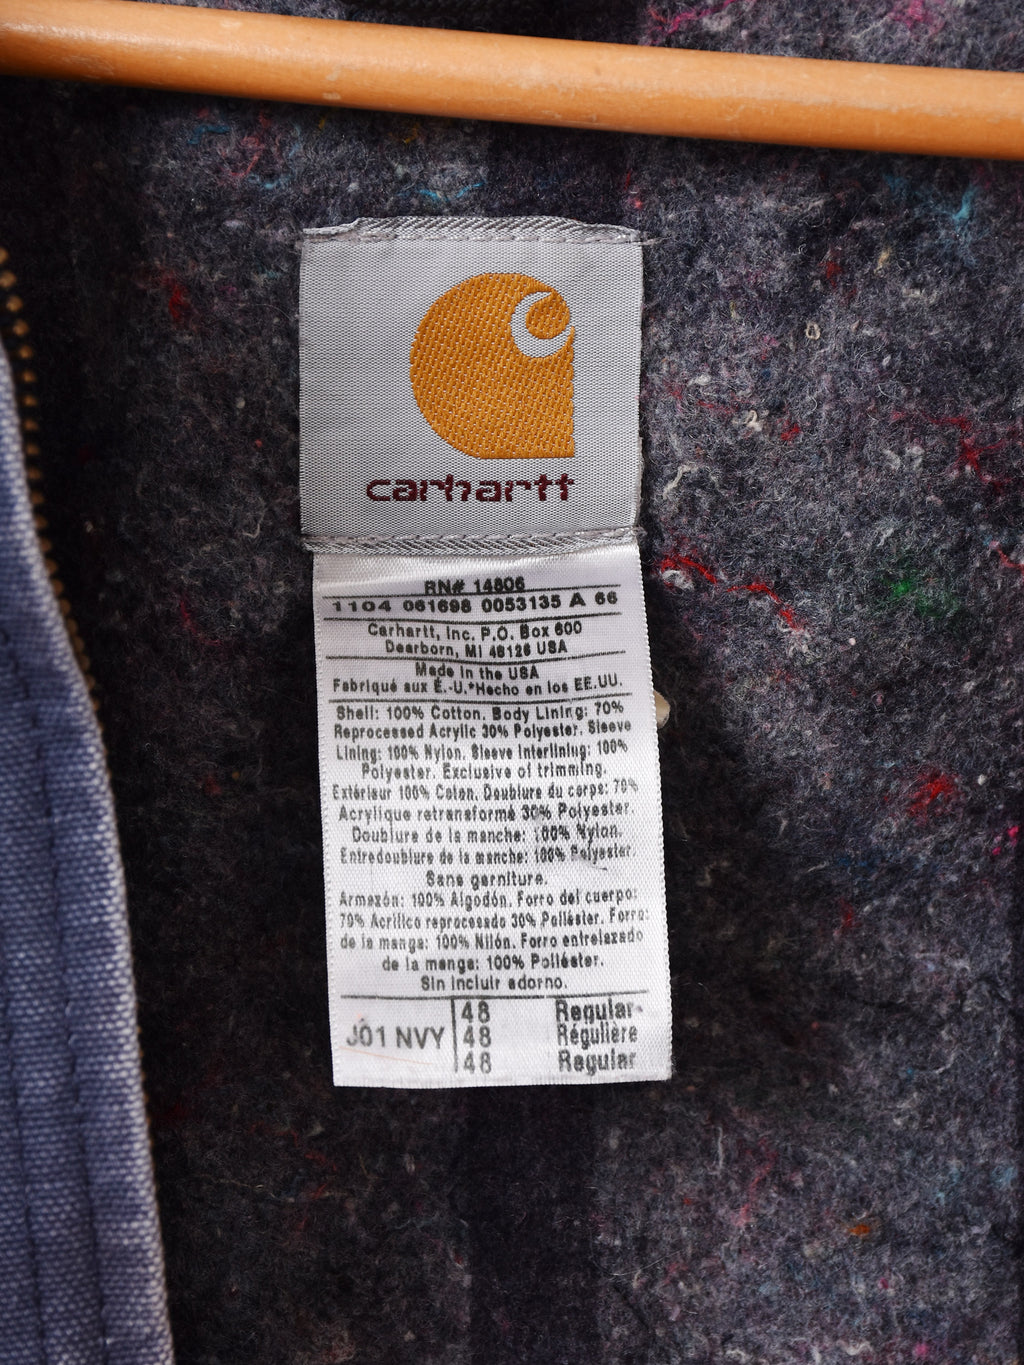 carhartt
RN# 14806
1104 061698 0053135 A 66
Carhartt, Inc. P.O. Box 600
Dearborn, MI 48126 USA
Made in the USA
Fabriqué aux É.-U.*Hecho en los EE.UU.
Shell: 100% Cotton. Body Lining: 70%
Reprocessed Acrylic 30% Polyester. Sleeve
Lining: 100% Nylon. Sleeve Interlining: 100%
Polyester. Exclusive of trimming.
Extérieur 100% Coton. Doublure du corps: 70%
Acrylique retransformé 30% Polyester.
Doublure de la manche: 100% Nylon.
Entredoublure de la manche: 100% Polyester.
Sans garniture.
Armazón: 100% Algodón. Forro del cuerpo:
70% Acrílico reprocesado 30% Poliéster. Forro:
de la manga: 100% Nilón. Forro entrelazado
de la manga: 100% Poliéster.
Sin incluir adorno.
J01 NVY
48 Regular
48 Régulière
48 Regular